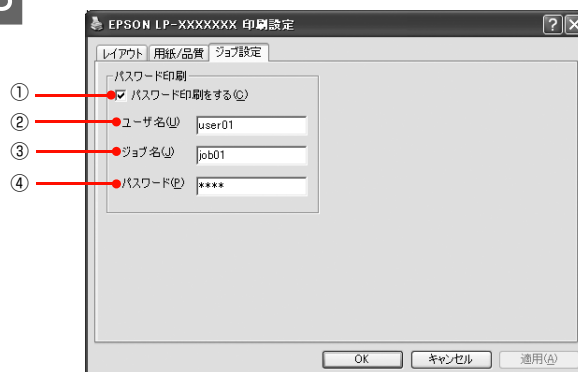 EPSON LP-XXXXXXX 印刷設定
レイアウト 用紙/品質 ジョブ設定
パスワード印刷
① パスワード印刷をする(C)
② ユーザ名(U) user01
③ ジョブ名(J) job01
④ パスワード(P) ****
OK キャンセル 適用(A)